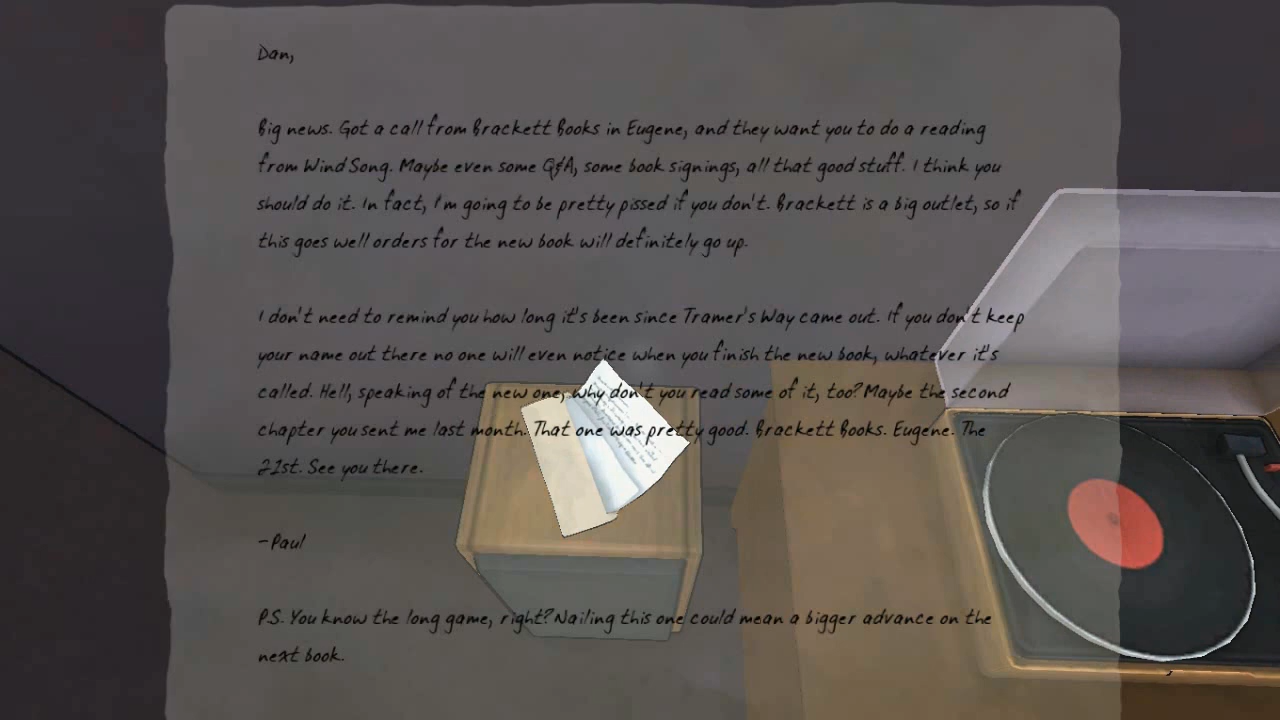 Dan,
Big news. Got a call from Brackett Books in Eugene, and they want you to do a reading
from Wind Song. Maybe even some Q&A, some book signings, all that good stuff. I think you
should do it. In fact, I'm going to be pretty pissed if you don't. Brackett is a big outlet, so if
this goes well orders for the new book will definitely go up.
I don't need to remind you how long it's been since Tramer's Way came out. If you don't keep
your name out there no one will even notice when you finish the new book, whatever it's
called. Hell, speaking of the new one, why don't you read some of it, too? Maybe the second
chapter you sent me last month. That one was pretty good. Brackett Books. Eugene. The
21st. See you there.
-Paul
P.S. You know the long game, right? Nailing this one could mean a bigger advance on the
next book.